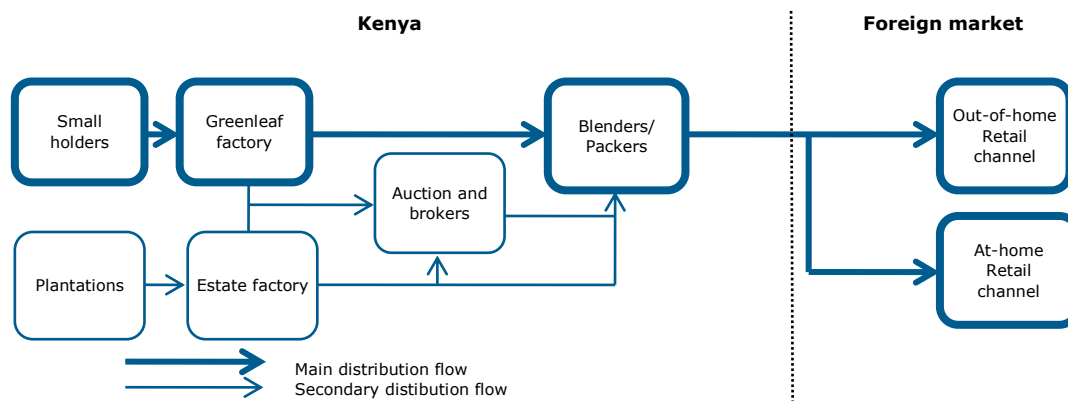 Kenya
Foreign market
Small
holders
Greenleaf
factory
Blenders/
Packers
Out-of-home
Retail
channel
Auction and
brokers
Plantations
Estate factory
At-home
Retail
channel
Main distribution flow
Secondary distibution flow